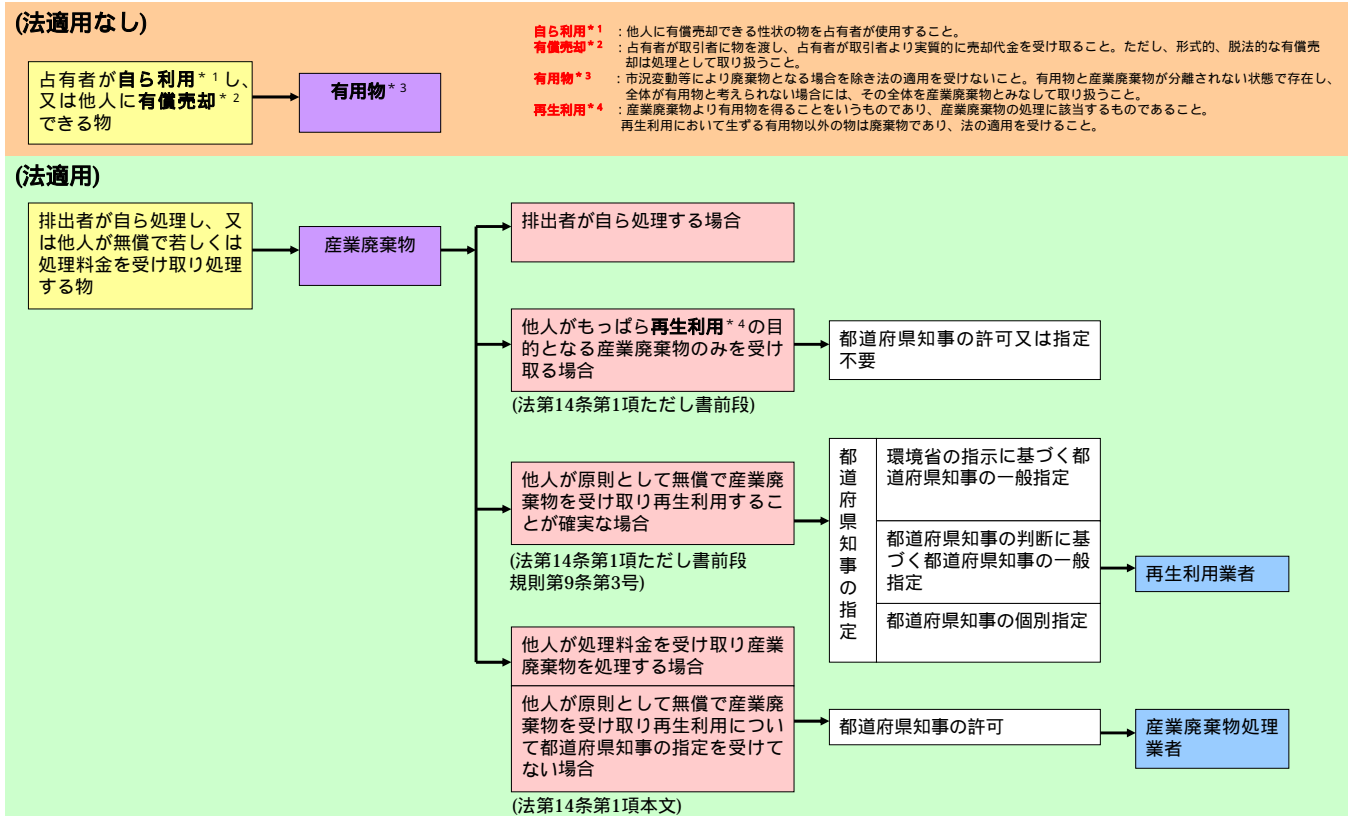 (法適用なし)
自ら利用*1 :他人に有償売却できる性状の物を占有者が使用すること。
有償売却*2 :占有者が取引者に物を渡し、占有者が取引者より実質的に売却代金を受け取ること。ただし、形式的、脱法的な有償売
却は処理として取り扱うこと。
有用物*3 :市況変動等により廃棄物となる場合を除き法の適用を受けないこと。有用物と産業廃棄物が分離されない状態で存在し、
全体が有用物と考えられない場合には、その全体を産業廃棄物とみなして取り扱うこと。
再生利用*4 :産業廃棄物より有用物を得ることをいうものであり、産業廃棄物の処理に該当するものであること。
再生利用において生ずる有用物以外の物は廃棄物であり、法の適用を受けること。
占有者が自ら利用*1し、
又は他人に有償売却*2
できる物
有用物*3
(法適用)
排出者が自ら処理し、又
は他人が無償で若しくは
処理料金を受け取り処理
する物
産業廃棄物
排出者が自ら処理する場合
他人がもっぱら再生利用*4の目
的となる産業廃棄物のみを受け
取る場合
(法第14条第1項ただし書前段)
都道府県知事の許可又は指定
不要
他人が原則として無償で産業廃
棄物を受け取り再生利用するこ
とが確実な場合
(法第14条第1項ただし書前段
規則第9条第3号)
都道府県知事の指定
環境省の指示に基づく都
道府県知事の一般指定
都道府県知事の判断に基
づく都道府県知事の一般
指定
都道府県知事の個別指定
再生利用業者
他人が処理料金を受け取り産業
廃棄物を処理する場合
他人が原則として無償で産業廃
棄物を受け取り再生利用につい
て都道府県知事の指定を受けて
ない場合
(法第14条第1項本文)
都道府県知事の許可
産業廃棄物処理
業者